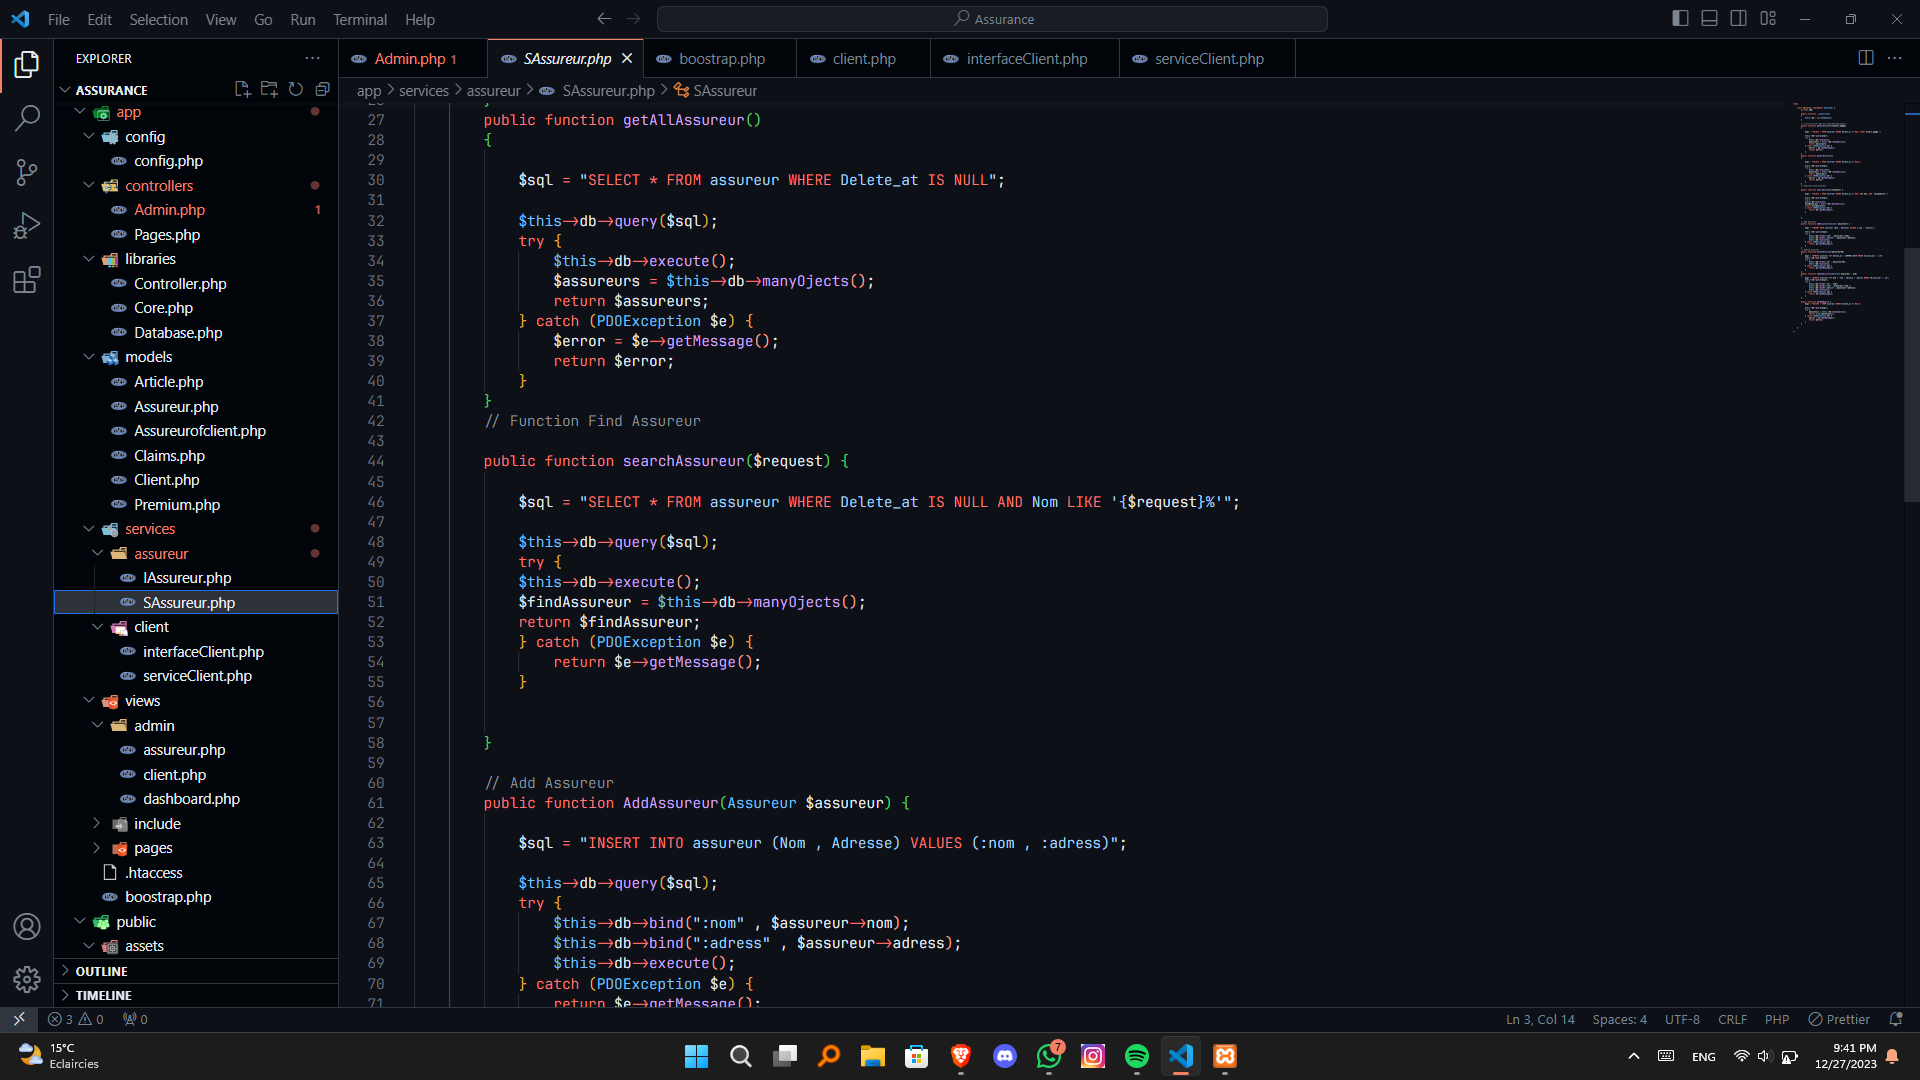 File Edit Selection View Go Run Terminal Help
Assurance
EXPLORER
ASSURANCE
app
config
config.php
controllers
Admin.php 1
Pages.php
libraries
Controller.php
Core.php
Database.php
models
Article.php
Assureur.php
Assureurofclient.php
Claims.php
Client.php
Premium.php
services
assureur
IAssureur.php
SAssureur.php
client
interfaceClient.php
serviceClient.php
views
admin
assureur.php
client.php
dashboard.php
include
pages
.htaccess
boostrap.php
public
assets
OUTLINE
TIMELINE
Admin.php 1 SAssureur.php boostrap.php client.php interfaceClient.php serviceClient.php
app > services > assureur > SAssureur.php > SAssureur
27 public function getAllAssureur()
28 {
29
30 $sql = "SELECT * FROM assureur WHERE Delete_at IS NULL";
31
32 $this->db->query($sql);
33 try {
34 $this->db->execute();
35 $assureurs = $this->db->manyOjects();
36 return $assureurs;
37 } catch (PDOException $e) {
38 $error = $e->getMessage();
39 return $error;
40 }
41 }
42 // Function Find Assureur
43
44 public function searchAssureur($request) {
45
46 $sql = "SELECT * FROM assureur WHERE Delete_at IS NULL AND Nom LIKE '{$request}%'";
47
48 $this->db->query($sql);
49 try {
50 $this->db->execute();
51 $findAssureur = $this->db->manyOjects();
52 return $findAssureur;
53 } catch (PDOException $e) {
54 return $e->getMessage();
55 }
56
57
58 }
59
60 // Add Assureur
61 public function AddAssureur(Assureur $assureur) {
62
63 $sql = "INSERT INTO assureur (Nom , Adresse) VALUES (:nom , :adress)";
64
65 $this->db->query($sql);
66 try {
67 $this->db->bind(":nom" , $assureur->nom);
68 $this->db->bind(":adress" , $assureur->adress);
69 $this->db->execute();
70 } catch (PDOException $e) {
71 return $e->getMessage();
3 0 0 Ln 3, Col 14 Spaces: 4 UTF-8 CRLF PHP Prettier
15°C
Eclaircies
7
ENG
9:41 PM
12/27/2023